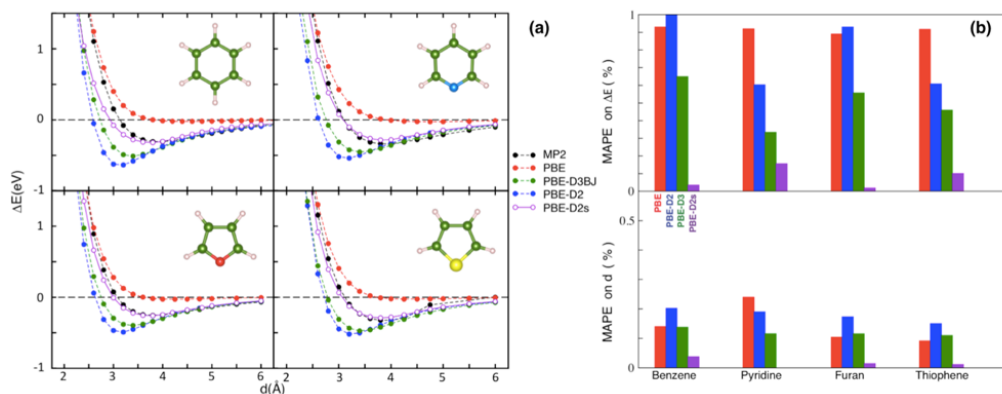 (a)
1
0
-1
1
0
-1
ΔE(eV)
MP2
PBE
PBE-D3BJ
PBE-D2
PBE-D2s
2 3 4 5 6 2 3 4 5 6
d(Å)
(b)
1
MAPE on ΔE (%)
0
PBE
PBE-D2
PBE-D3
PBE-D2s
0.5
MAPE on d (%)
0
Benzene Pyridine Furan Thiophene